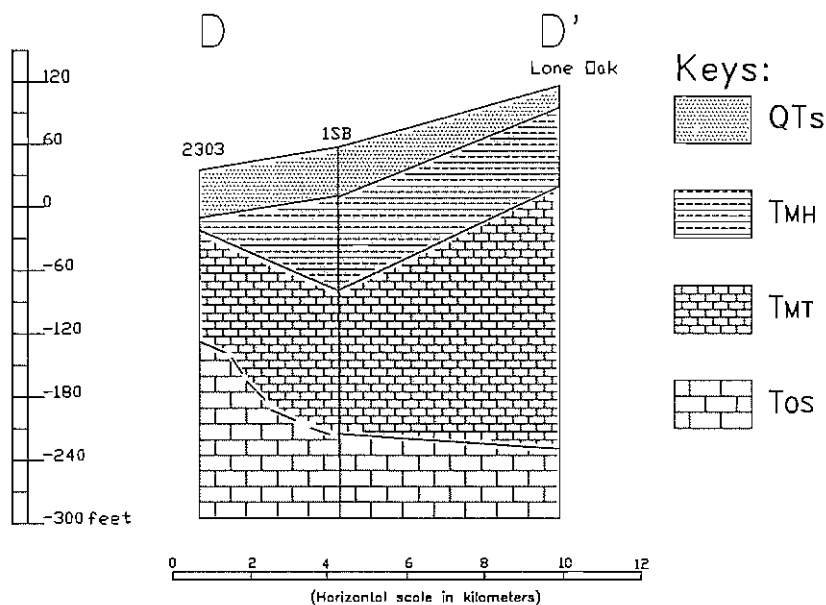 D D'
Lone Oak
Keys:
120
QTs
60
1SB
2303
0
TMH
-60
-120
TMT
-180
TOS
-240
-300 feet
0 2 4 6 8 10 12
(Horizontal scale in kilometers)